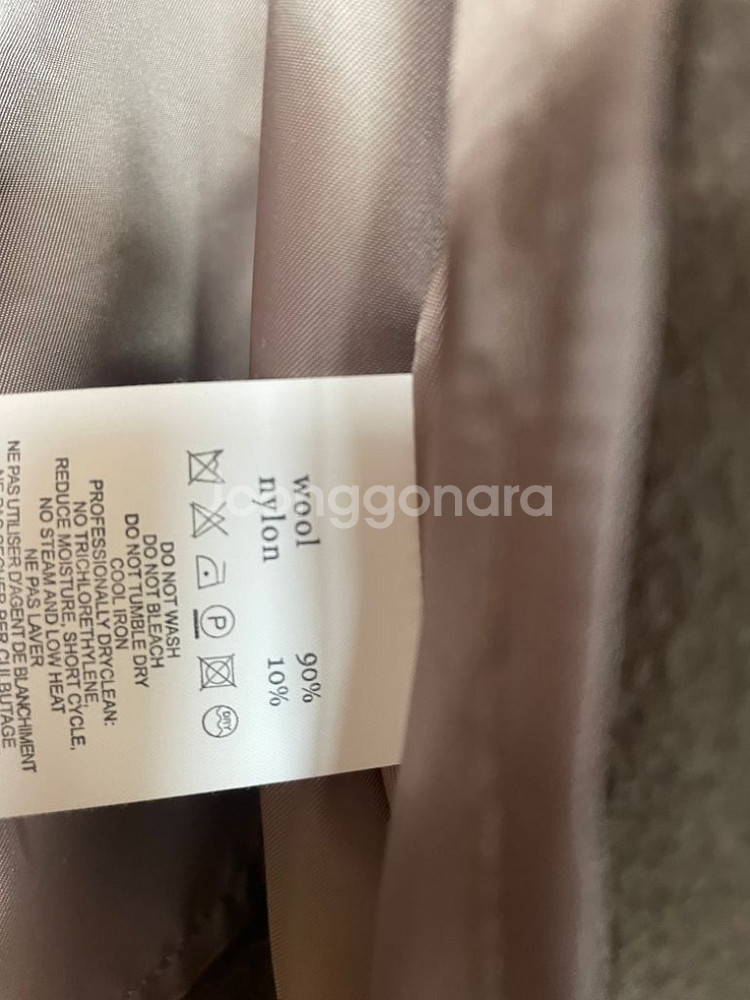 wool 90%
nylon 10%
P
DRY
DO NOT WASH
DO NOT BLEACH
DO NOT TUMBLE DRY
COOL IRON
PROFESSIONALLY DRYCLEAN:
NO TRICHLORETHYLENE,
REDUCE MOISTURE, SHORT CYCLE,
NO STEAM AND LOW HEAT
NE PAS LAVER
NE PAS UTILISER D'AGENT DE BLANCHIMENT
joonggonara